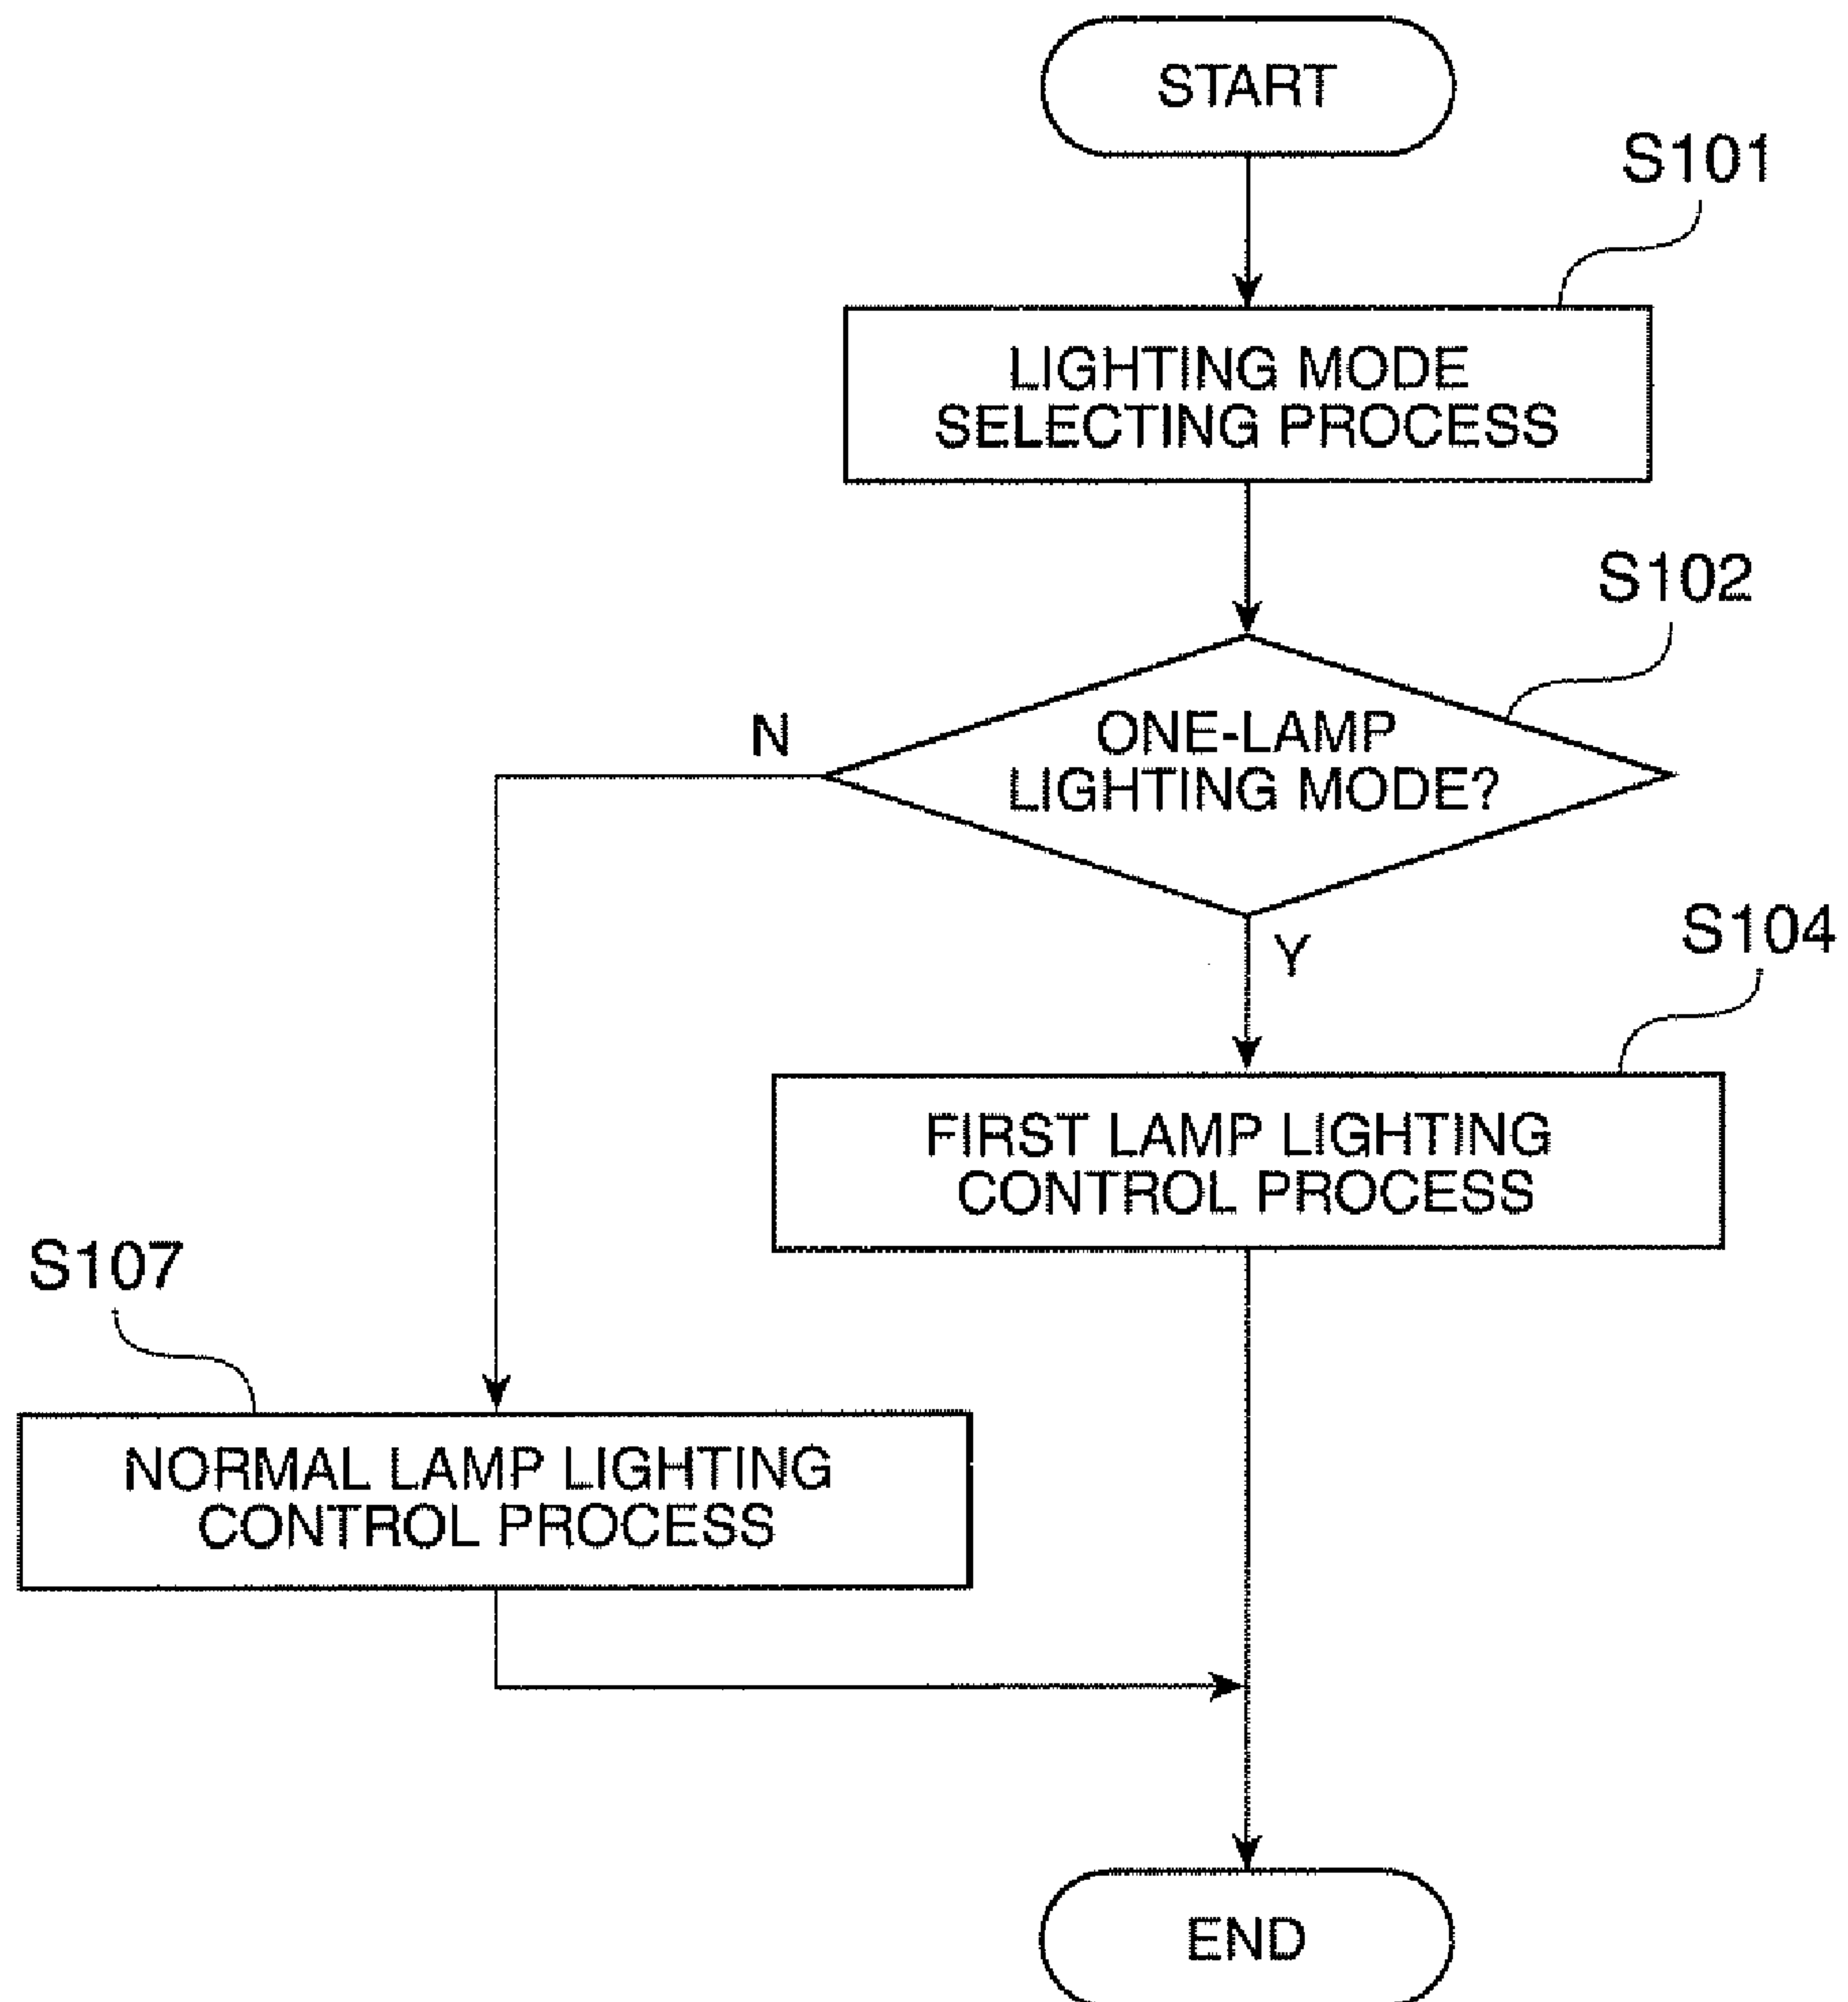 START
S101
LIGHTING MODE
SELECTING PROCESS
S102
ONE-LAMP
LIGHTING MODE?
N
Y
S104
FIRST LAMP LIGHTING
CONTROL PROCESS
S107
NORMAL LAMP LIGHTING
CONTROL PROCESS
END